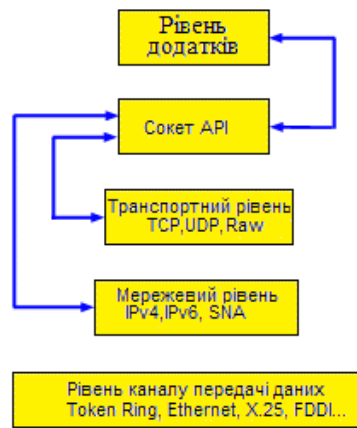 Рівень
додатків
Сокет API
Транспортний рівень
TCP,UDP,Raw
Мережевий рівень
IPv4,IPv6, SNA
Рівень каналу передачі даних
Token Ring, Ethernet, X.25, FDDI...